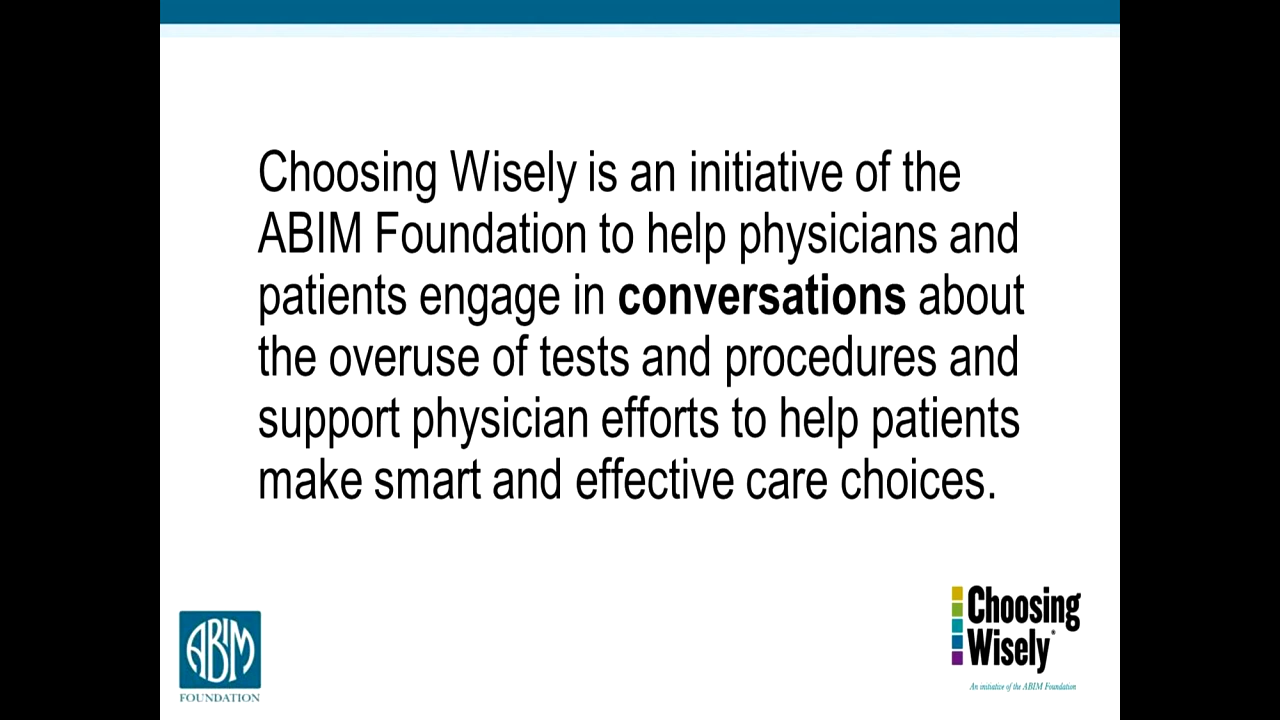 Choosing Wisely is an initiative of the
ABIM Foundation to help physicians and
patients engage in conversations about
the overuse of tests and procedures and
support physician efforts to help patients
make smart and effective care choices.
ABIM
FOUNDATION
Choosing
Wisely®
An initiative of the ABIM Foundation